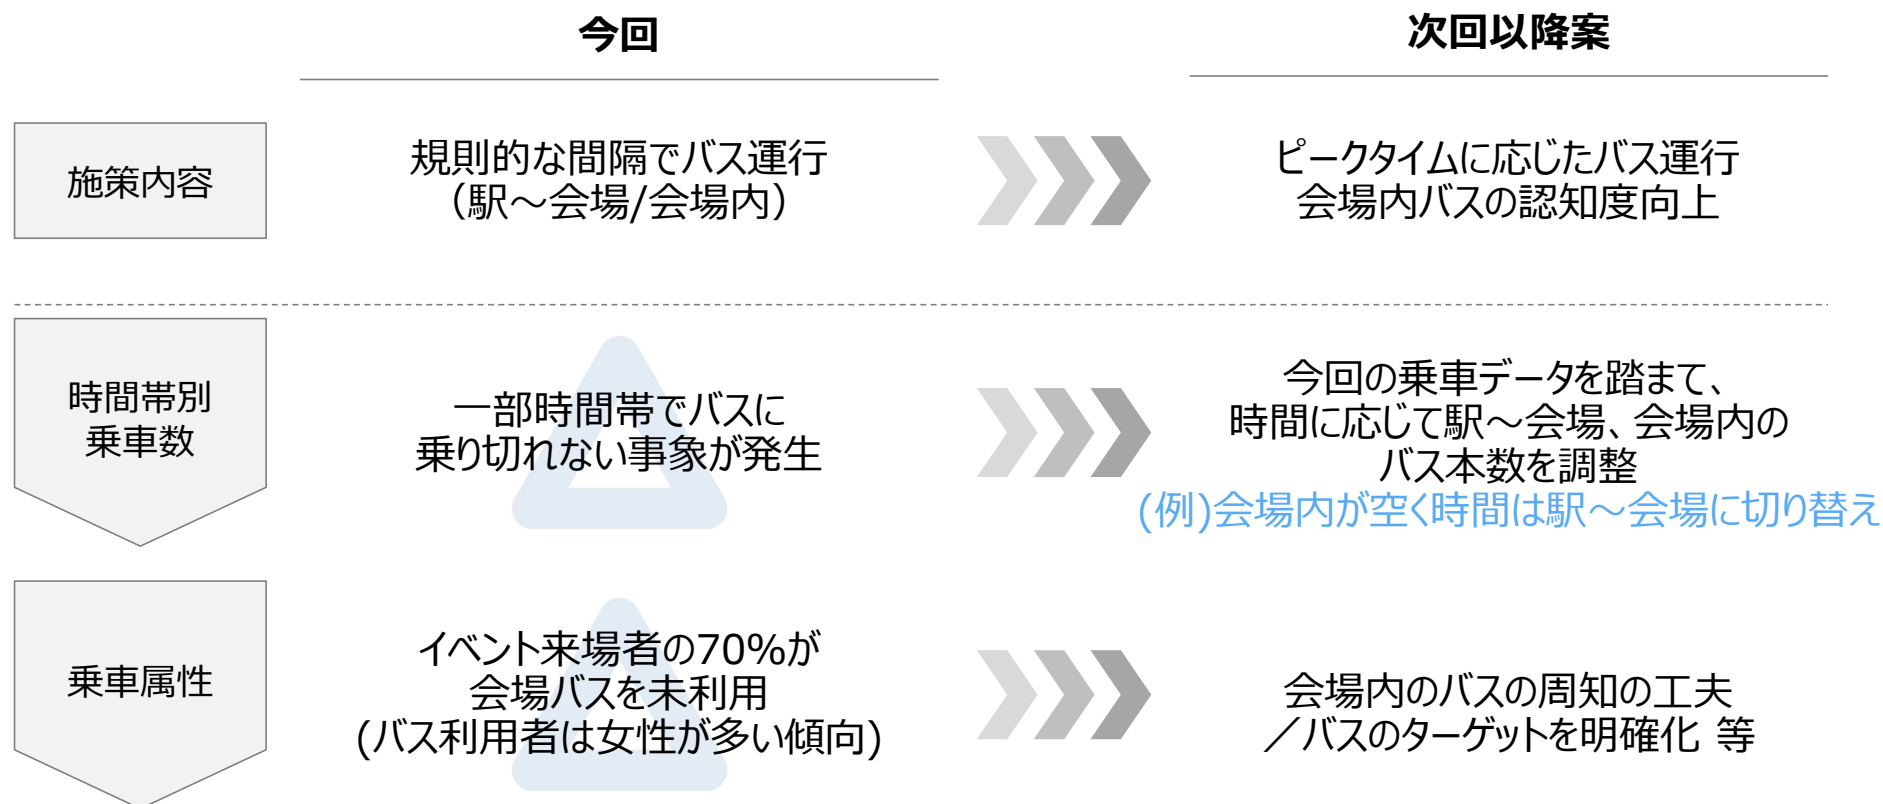 今回
次回以降案
施策内容
規則的な間隔でバス運行
（駅～会場/会場内）
ピークタイムに応じたバス運行
会場内バスの認知度向上
時間帯別
乗車数
一部時間帯でバスに
乗り切れない事象が発生
今回の乗車データを踏まて、
時間に応じて駅～会場、会場内の
バス本数を調整
(例)会場内が空く時間は駅～会場に切り替え
乗車属性
イベント来場者の70%が
会場バスを未利用
(バス利用者は女性が多い傾向)
会場内のバスの周知の工夫
／バスのターゲットを明確化 等